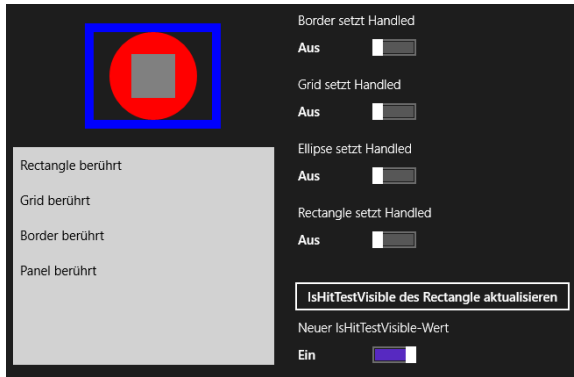 Border setzt Handled
Aus
Grid setzt Handled
Aus
Ellipse setzt Handled
Aus
Rectangle setzt Handled
Aus
IsHitTestVisible des Rectangle aktualisieren
Neuer IsHitTestVisible-Wert
Ein
Rectangle berührt
Grid berührt
Border berührt
Panel berührt